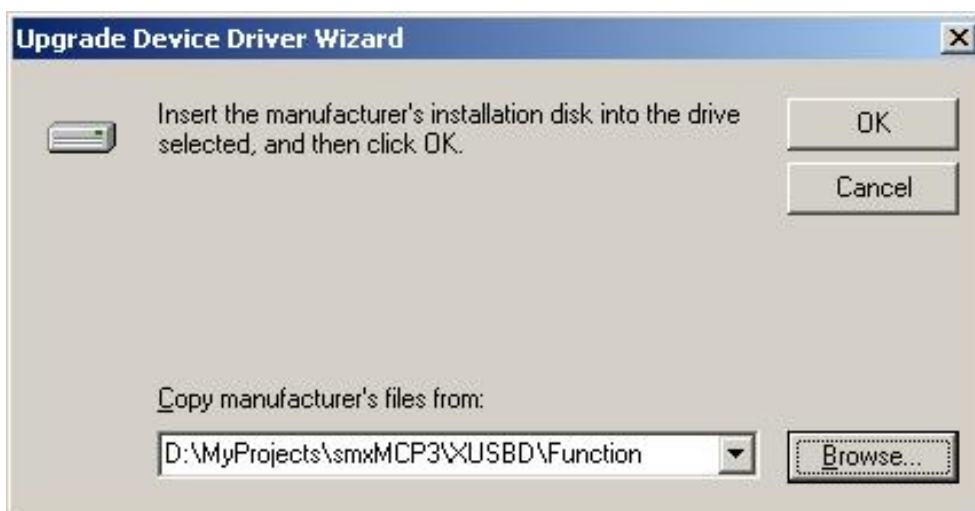 Upgrade Device Driver Wizard
Insert the manufacturer's installation disk into the drive
selected, and then click OK.
OK
Cancel
Copy manufacturer's files from:
D:\MyProjects\smxMCP3\XUSBD\Function
Browse...